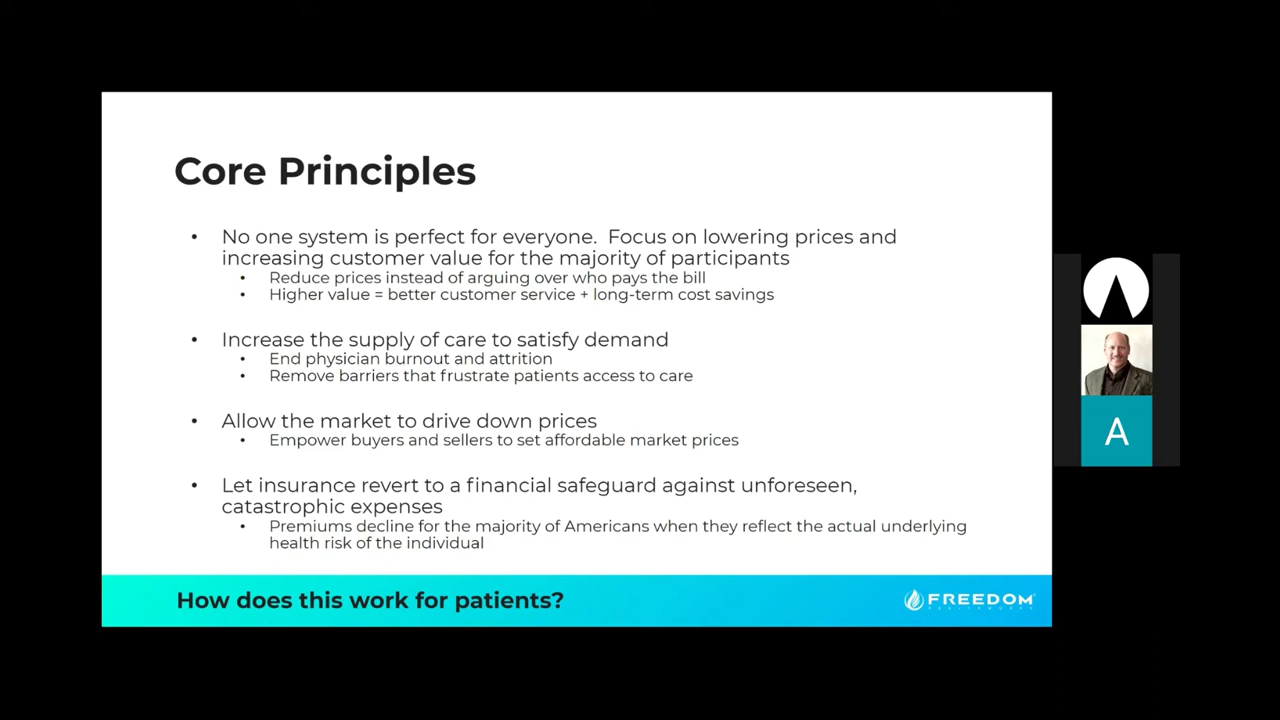 Core Principles
• No one system is perfect for everyone. Focus on lowering prices and
increasing customer value for the majority of participants
• Reduce prices instead of arguing over who pays the bill
• Higher value = better customer service + long-term cost savings
• Increase the supply of care to satisfy demand
• End physician burnout and attrition
• Remove barriers that frustrate patients access to care
• Allow the market to drive down prices
• Empower buyers and sellers to set affordable market prices
• Let insurance revert to a financial safeguard against unforeseen,
catastrophic expenses
• Premiums decline for the majority of Americans when they reflect the actual underlying
health risk of the individual
How does this work for patients?
FREEDOM
A